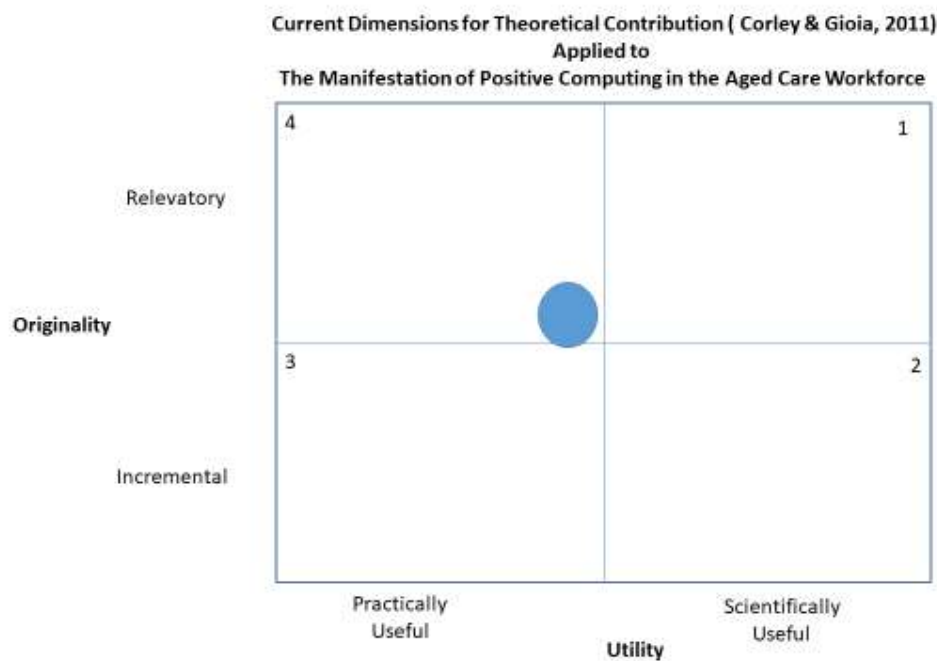 Current Dimensions for Theoretical Contribution ( Corley & Gioia, 2011)
Applied to
The Manifestation of Positive Computing in the Aged Care Workforce
4
1
Relevatory
Originality
3
2
Incremental
Practically
Useful
Scientifically
Useful
Utility